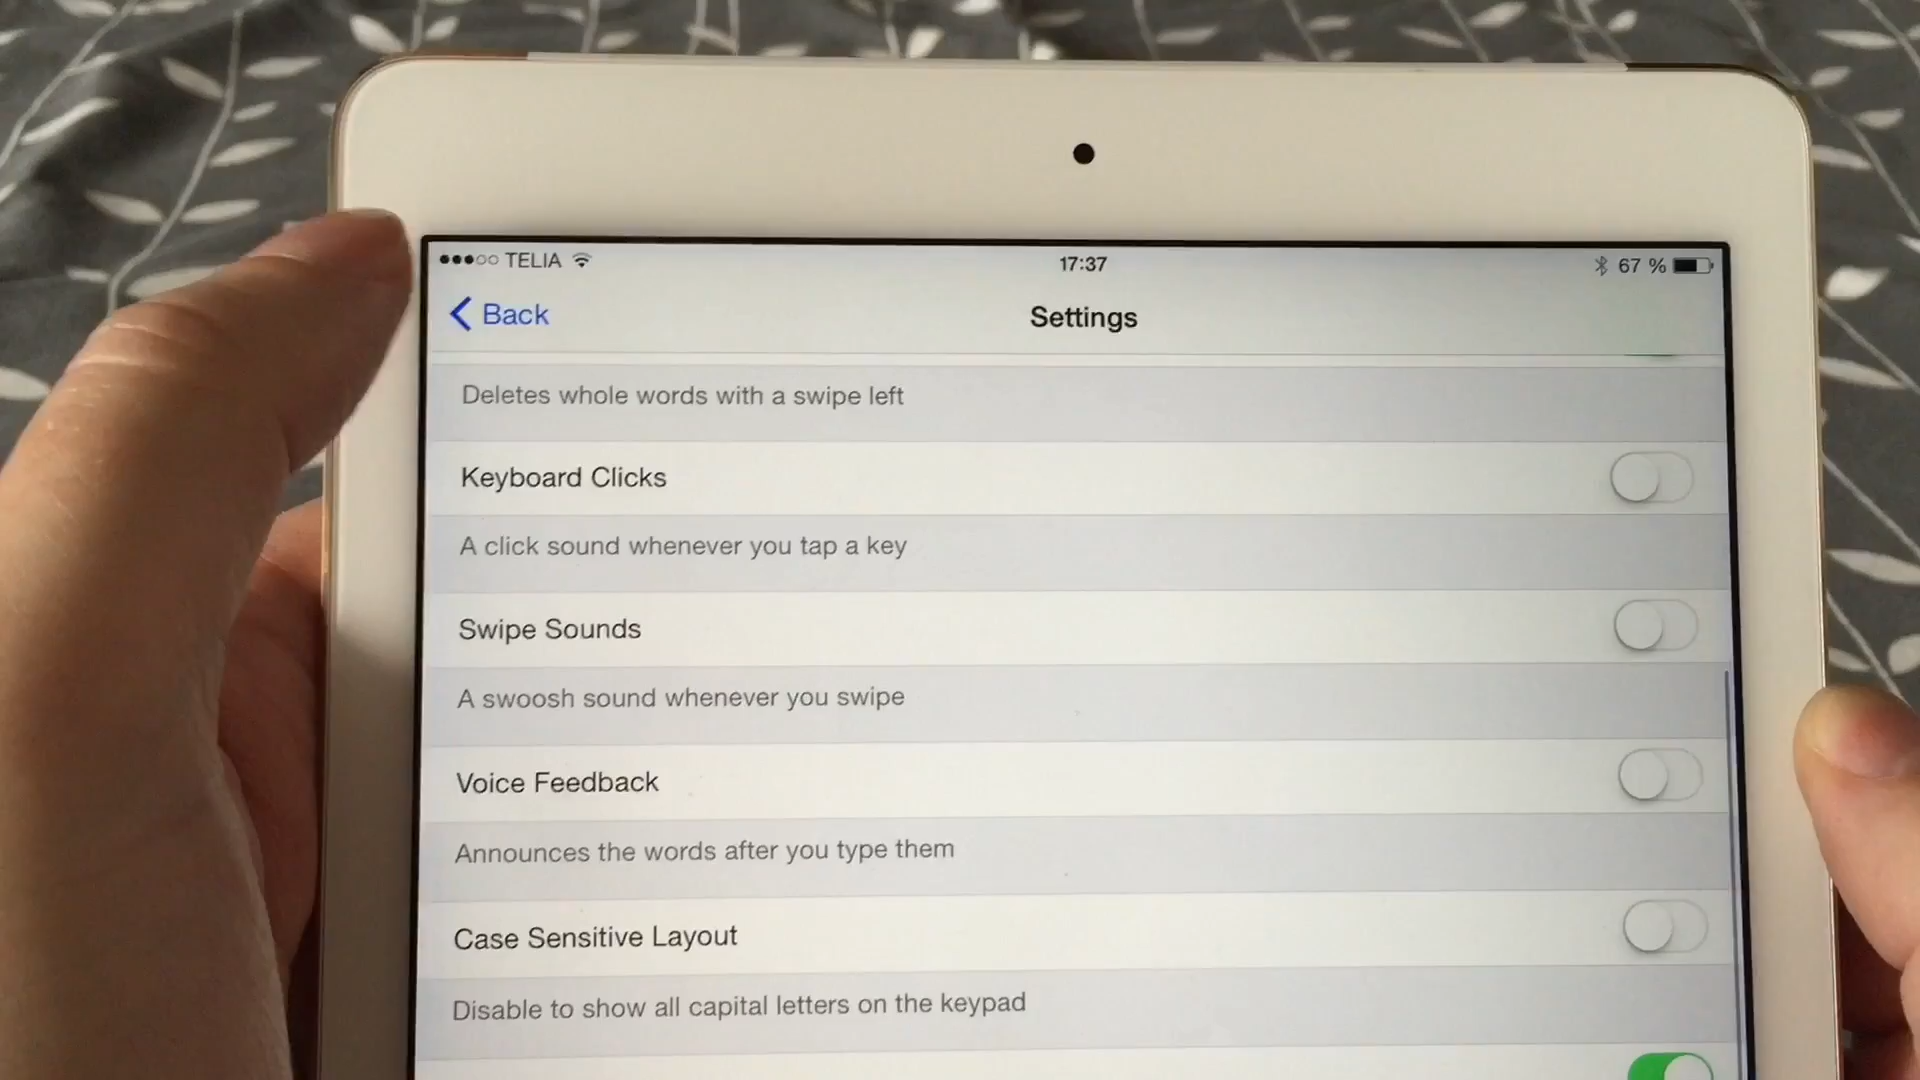 TELIA
17:37
67 %
Back
Settings
Deletes whole words with a swipe left
Keyboard Clicks
A click sound whenever you tap a key
Swipe Sounds
A swoosh sound whenever you swipe
Voice Feedback
Announces the words after you type them
Case Sensitive Layout
Disable to show all capital letters on the keypad